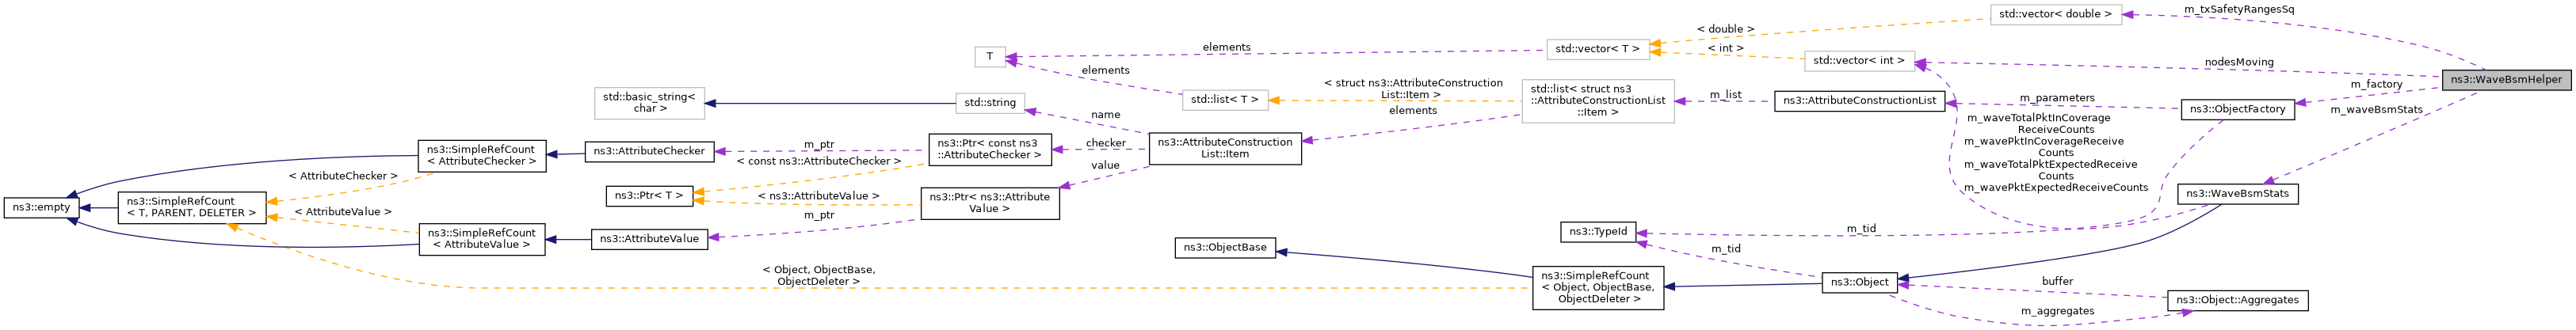 m_txSafetyRangesSq
std::vector< double >
< double >
elements
std::vector< T >
< int >
T
std::vector< int >
nodesMoving
elements
ns3::WaveBsmHelper
< struct ns3::AttributeConstruction
List::Item >
std::list< struct ns3
::AttributeConstructionList
::Item >
m_factory
std::basic_string<
char >
std::string
std::list< T >
m_list
ns3::AttributeConstructionList
m_parameters
ns3::ObjectFactory
m_waveBsmStats
name
elements
m_waveTotalPktInCoverage
ReceiveCounts
m_wavePktInCoverageReceive
Counts
m_waveTotalPktExpectedReceive
Counts
m_wavePktExpectedReceiveCounts
ns3::SimpleRefCount
< AttributeChecker >
ns3::AttributeChecker
m_ptr
ns3::Ptr< const ns3
::AttributeChecker >
checker
ns3::AttributeConstruction
List::Item
< const ns3::AttributeChecker >
value
< AttributeChecker >
ns3::Ptr< T >
< ns3::AttributeValue >
ns3::Ptr< ns3::Attribute
Value >
ns3::WaveBsmStats
ns3::empty
ns3::SimpleRefCount
< T, PARENT, DELETER >
< AttributeValue >
m_ptr
ns3::SimpleRefCount
< AttributeValue >
ns3::AttributeValue
ns3::TypeId
m_tid
ns3::ObjectBase
m_tid
< Object, ObjectBase,
ObjectDeleter >
ns3::SimpleRefCount
< Object, ObjectBase,
ObjectDeleter >
ns3::Object
buffer
ns3::Object::Aggregates
m_aggregates